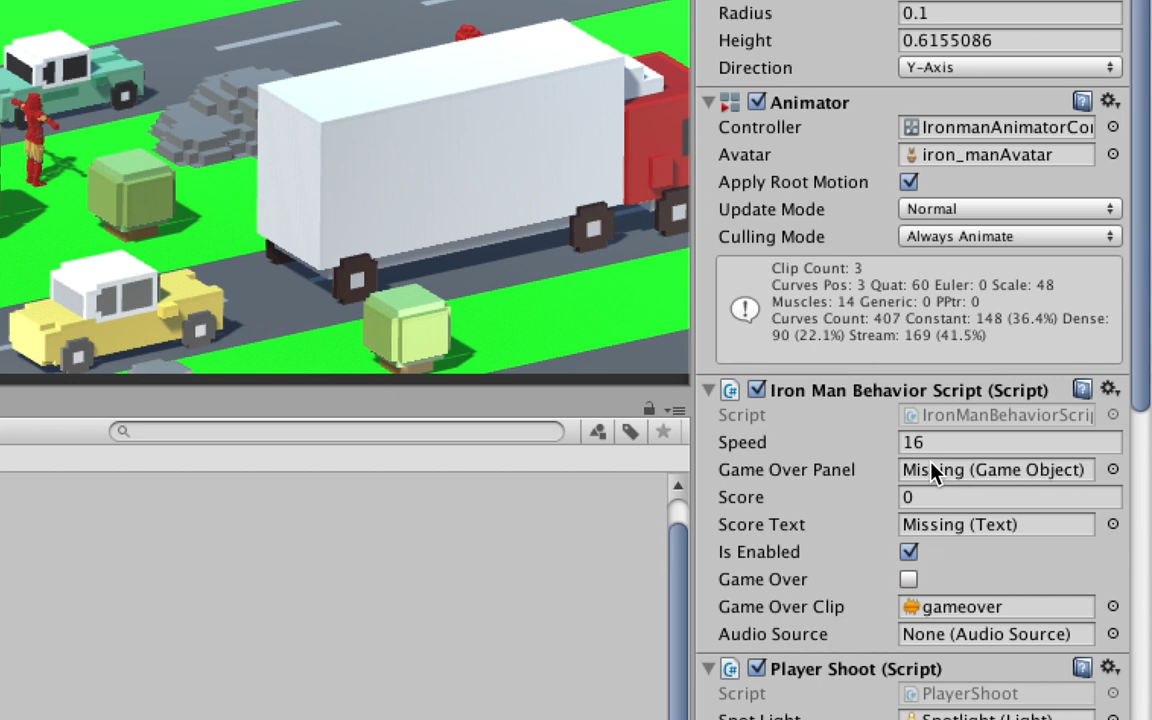 Radius 0.1
Height 0.6155086
Direction Y-Axis
Animator
Controller IronmanAnimatorCo
Avatar iron_manAvatar
Apply Root Motion
Update Mode Normal
Culling Mode Always Animate
Clip Count: 3
Curves Pos: 3 Quat: 60 Euler: 0 Scale: 48
Muscles: 14 Generic: 0 PPtr: 0
Curves Count: 407 Constant: 148 (36.4%) Dense:
90 (22.1%) Stream: 169 (41.5%)
Iron Man Behavior Script (Script)
Script IronManBehaviorScri
Speed 16
Game Over Panel Missing (Game Object)
Score 0
Score Text Missing (Text)
Is Enabled
Game Over
Game Over Clip gameover
Audio Source None (Audio Source)
Player Shoot (Script)
Script PlayerShoot
Spot Light Spotlight (Light)